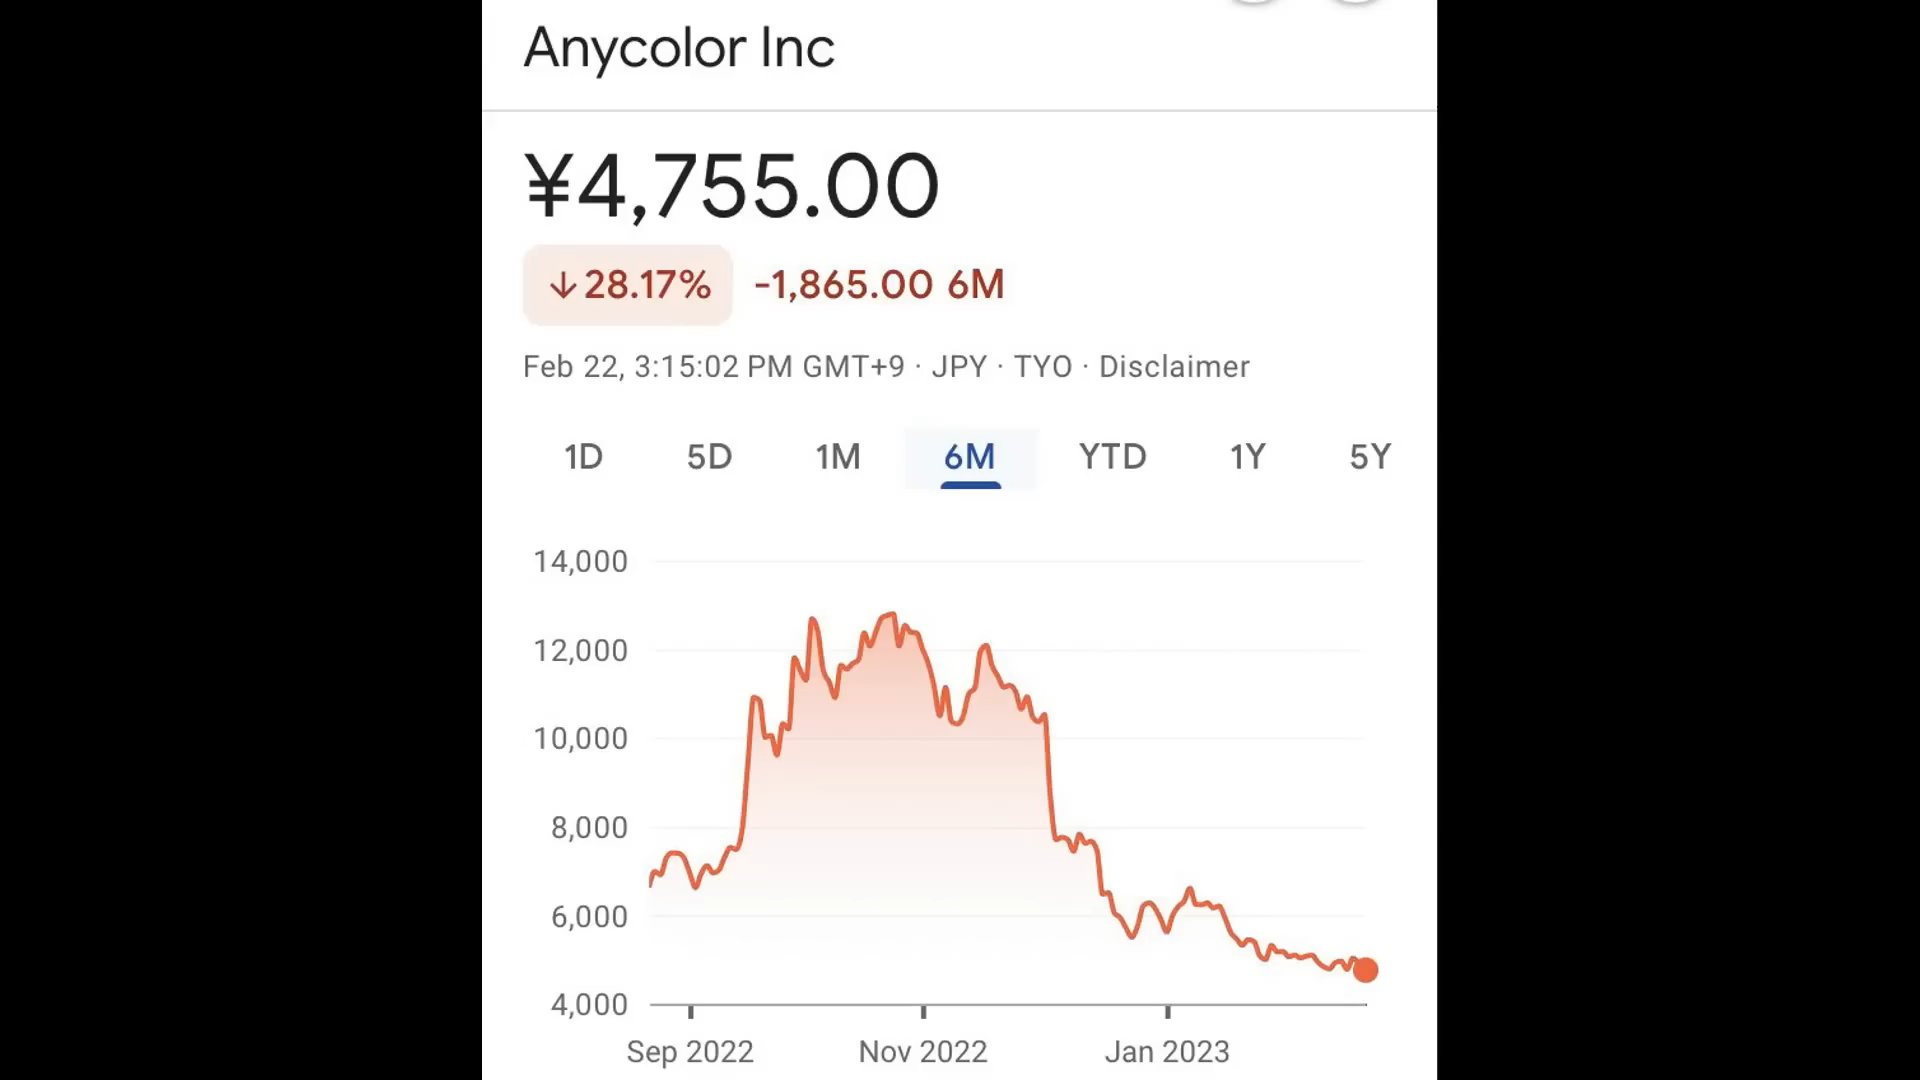 Anycolor Inc
¥4,755.00
↓28.17% -1,865.00 6M
Feb 22, 3:15:02 PM GMT+9 · JPY · TYO · Disclaimer
1D 5D 1M 6M YTD 1Y 5Y
14,000
12,000
10,000
8,000
6,000
4,000
Sep 2022 Nov 2022 Jan 2023